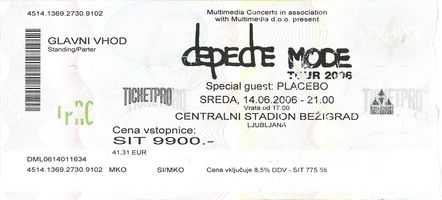 4514.1369.2730.9102
Multimedia Concerts in association
with Multimedia d.o.o. present
GLAVNI VHOD
Standing/Parter
depeche MODE
TOUR 2006
Special guest: PLACEBO
TICKETPRO
SREDA, 14.06.2006 - 21.00
Vrata od 17.00
CENTRALNI STADION BEŽIGRAD
LJUBLJANA
Cena vstopnice:
SIT 9900.-
41,31 EUR
DML0614011634
4514.1369.2730.9102 MKO SI/MKO Cena vključuje 8,5% DDV - SIT 775.58